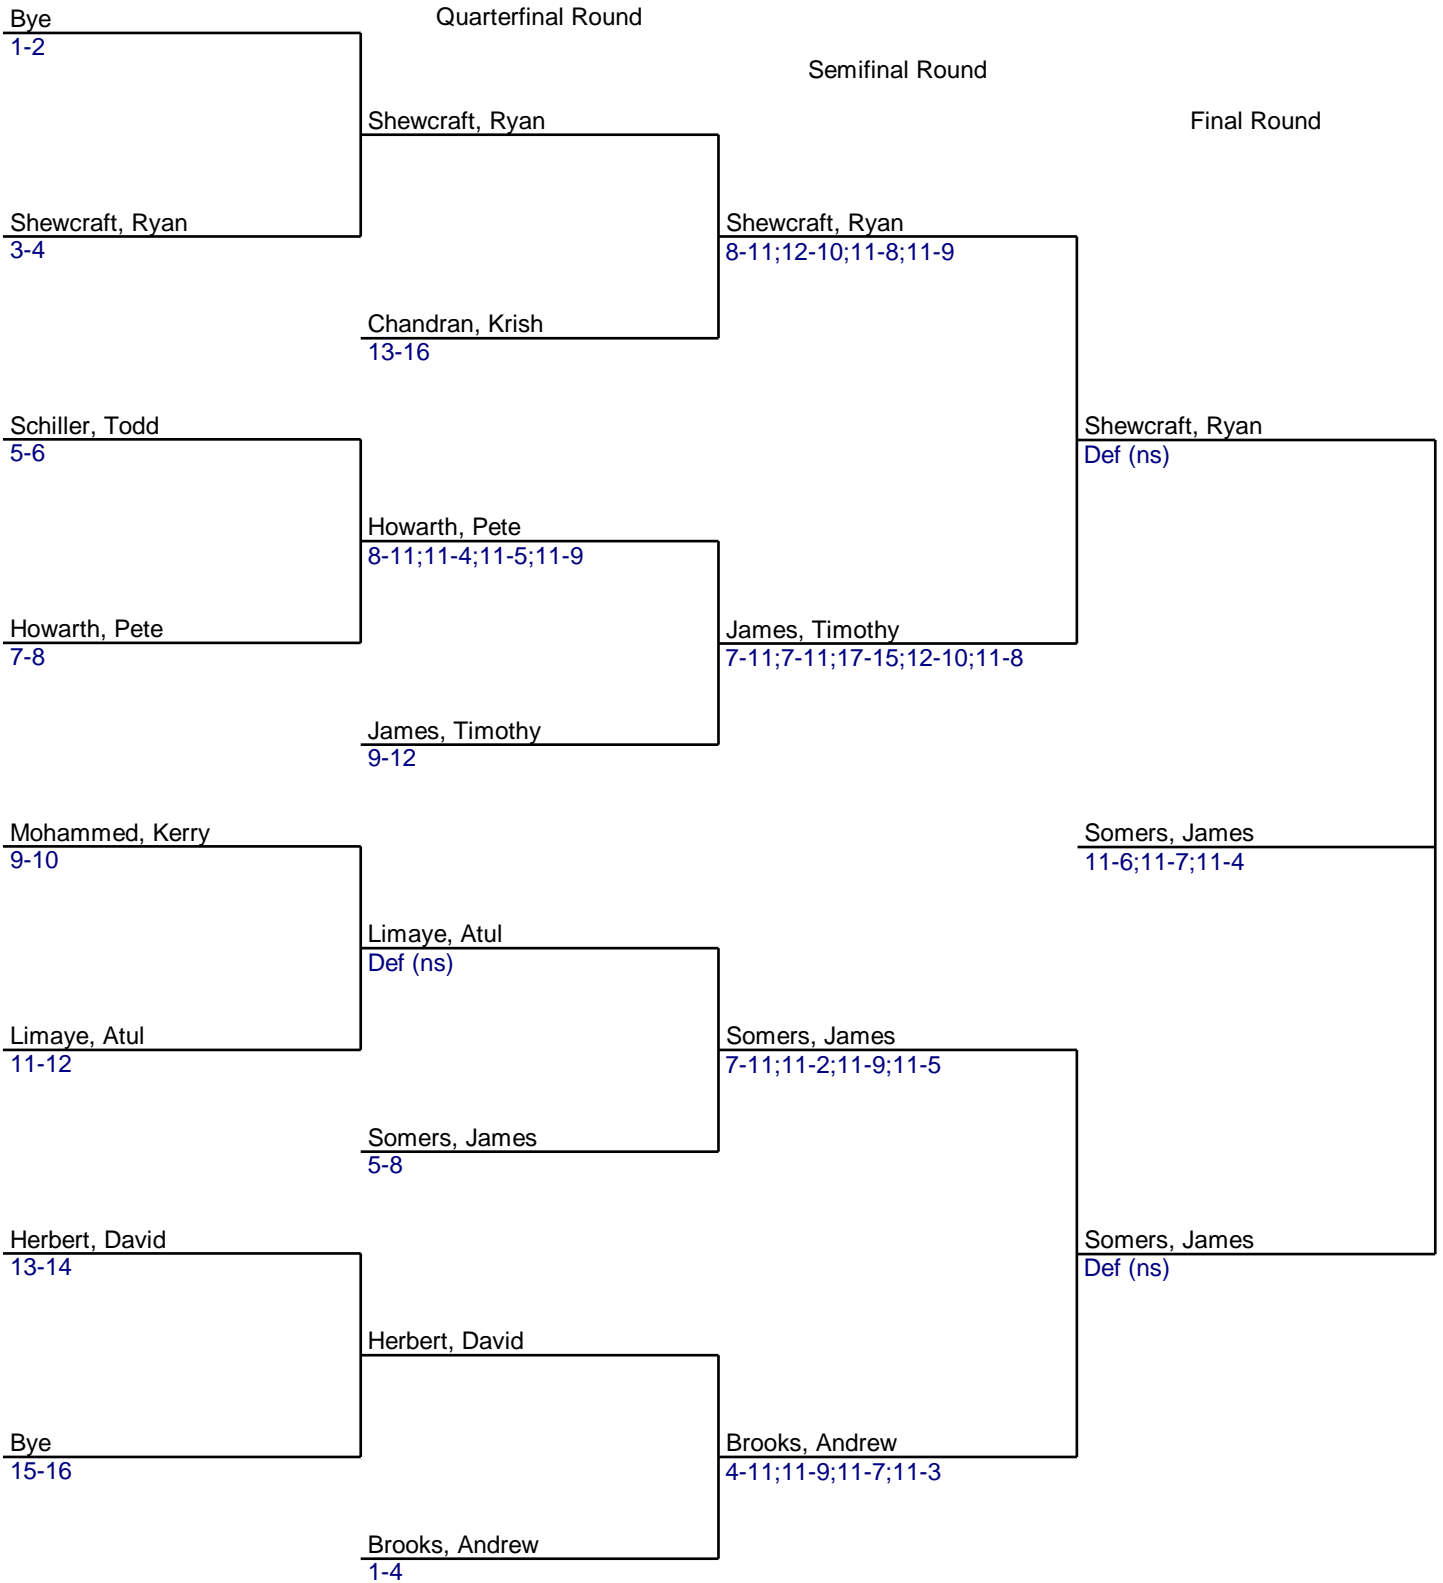 Bye
Quarterfinal Round
1-2
Semifinal Round
Shewcraft, Ryan
Final Round
Shewcraft, Ryan
3-4
Shewcraft, Ryan
8-11;12-10;11-8;11-9
Chandran, Krish
13-16
Schiller, Todd
5-6
Shewcraft, Ryan
Def (ns)
Howarth, Pete
8-11;11-4;11-5;11-9
Howarth, Pete
7-8
James, Timothy
7-11;7-11;17-15;12-10;11-8
James, Timothy
9-12
Mohammed, Kerry
9-10
Somers, James
11-6;11-7;11-4
Limaye, Atul
Def (ns)
Limaye, Atul
11-12
Somers, James
7-11;11-2;11-9;11-5
Somers, James
5-8
Herbert, David
13-14
Somers, James
Def (ns)
Herbert, David
Bye
15-16
Brooks, Andrew
4-11;11-9;11-7;11-3
Brooks, Andrew
1-4